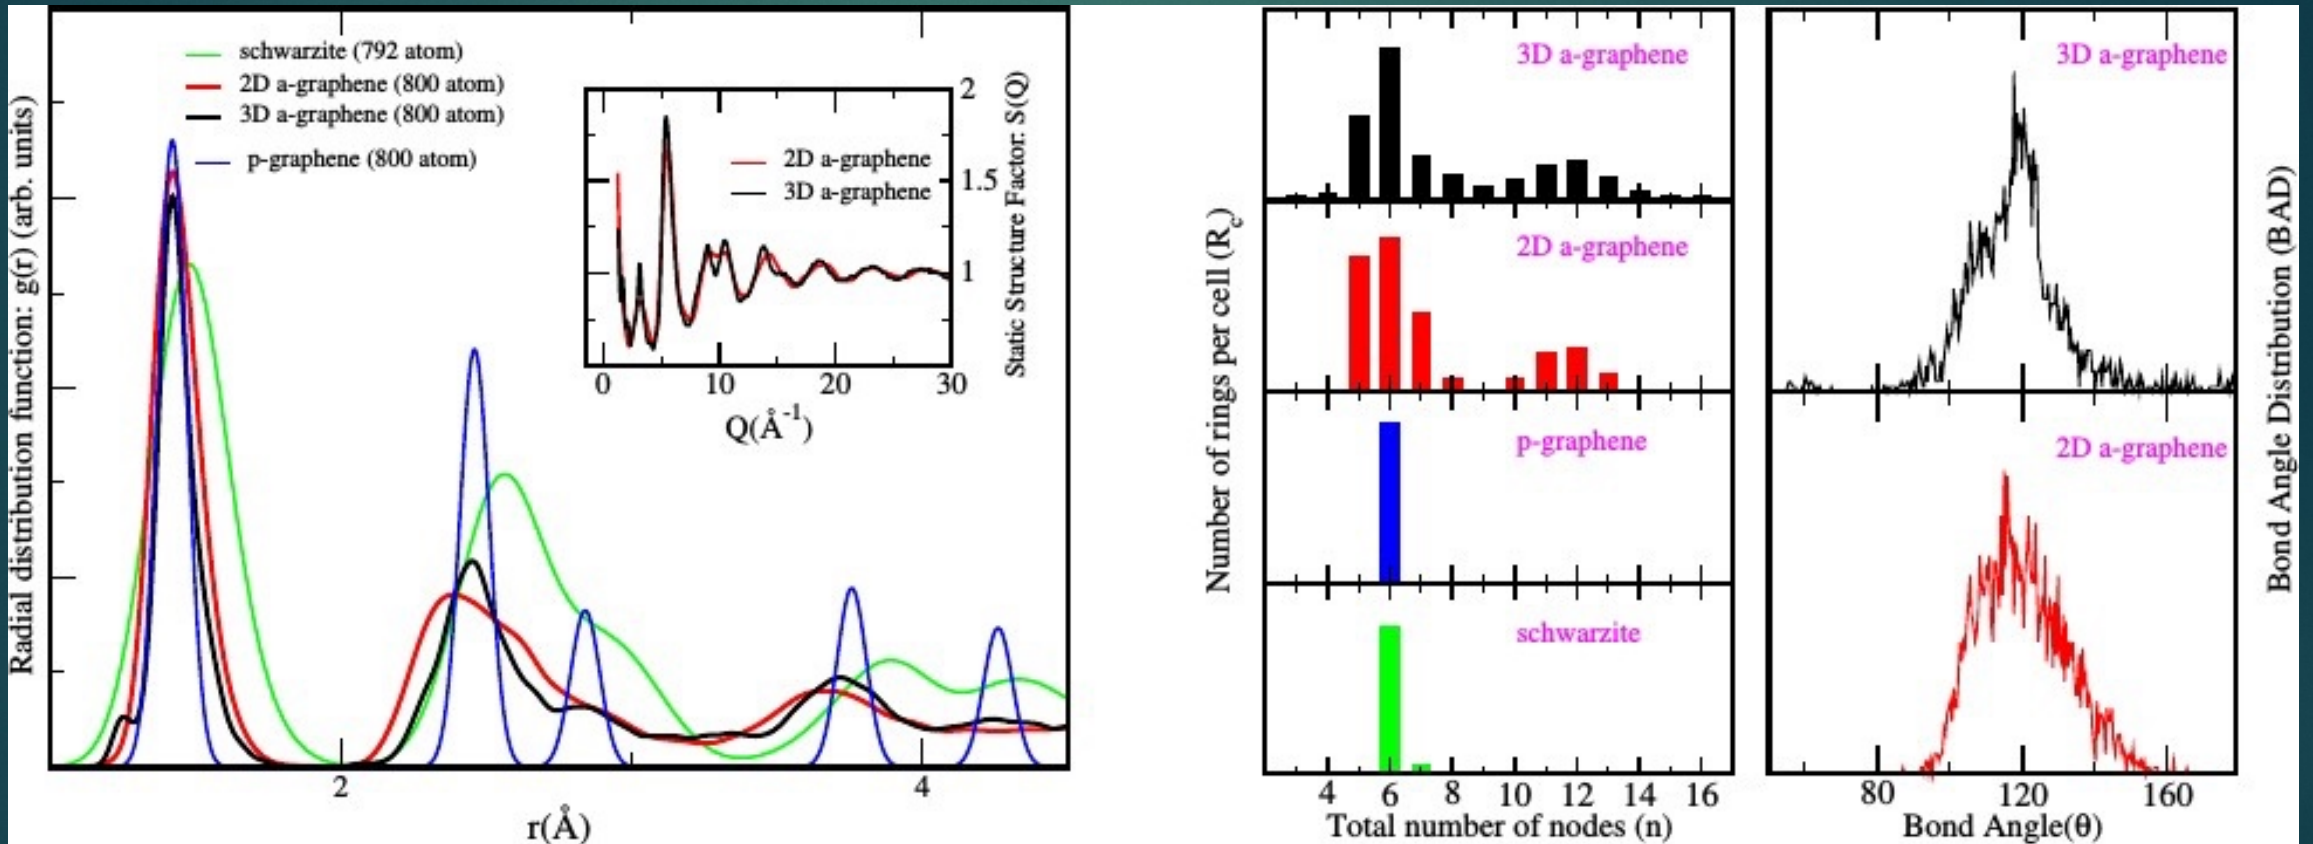 Radial distribution function: g(r) (arb. units)
schwarzite (792 atom)
2D a-graphene (800 atom)
3D a-graphene (800 atom)
p-graphene (800 atom)
2 4
r(Å)
2D a-graphene
3D a-graphene
2
1.5
1
0 10 20 30
Q(Å⁻¹)
Static Structure Factor: S(Q)
Number of rings per cell (R_c)
3D a-graphene
2D a-graphene
p-graphene
schwarzite
4 6 8 10 12 14 16
Total number of nodes (n)
3D a-graphene
2D a-graphene
80 120 160
Bond Angle(θ)
Bond Angle Distribution (BAD)